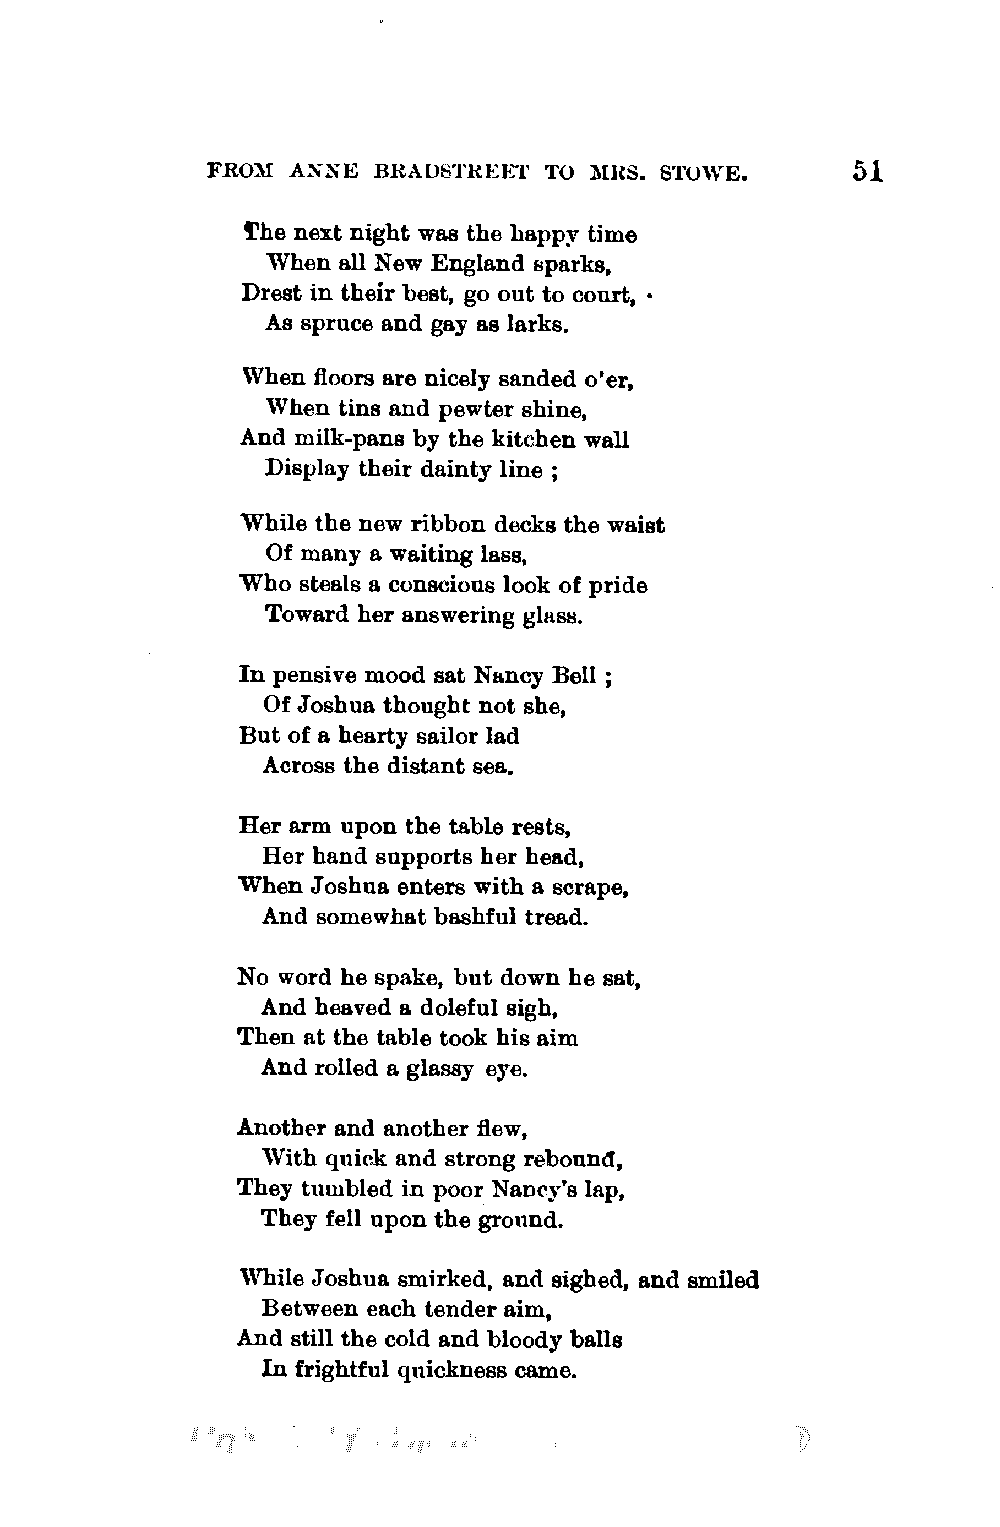 FROM ANNE BRADSTREET TO MRS. STOWE. 51
The next night was the happy time
When all New England sparks,
Drest in their best, go out to court,
As spruce and gay as larks.
When floors are nicely sanded o'er,
When tins and pewter shine,
And milk-pans by the kitchen wall
Display their dainty line ;
While the new ribbon decks the waist
Of many a waiting lass,
Who steals a conscious look of pride
Toward her answering glass.
In pensive mood sat Nancy Bell ;
Of Joshua thought not she,
But of a hearty sailor lad
Across the distant sea.
Her arm upon the table rests,
Her hand supports her head,
When Joshua enters with a scrape,
And somewhat bashful tread.
No word he spake, but down he sat,
And heaved a doleful sigh,
Then at the table took his aim
And rolled a glassy eye.
Another and another flew,
With quick and strong rebound,
They tumbled in poor Nancy's lap,
They fell upon the ground.
While Joshua smirked, and sighed, and smiled
Between each tender aim,
And still the cold and bloody balls
In frightful quickness came.